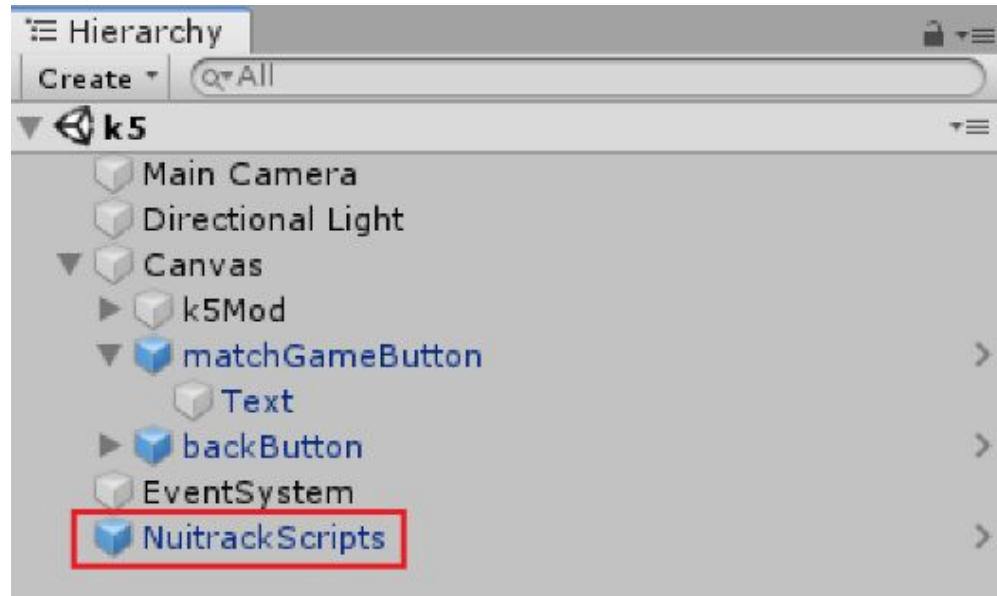 Hierarchy
Create All
k5
Main Camera
Directional Light
Canvas
k5Mod
matchGameButton
Text
backButton
EventSystem
NuitrackScripts